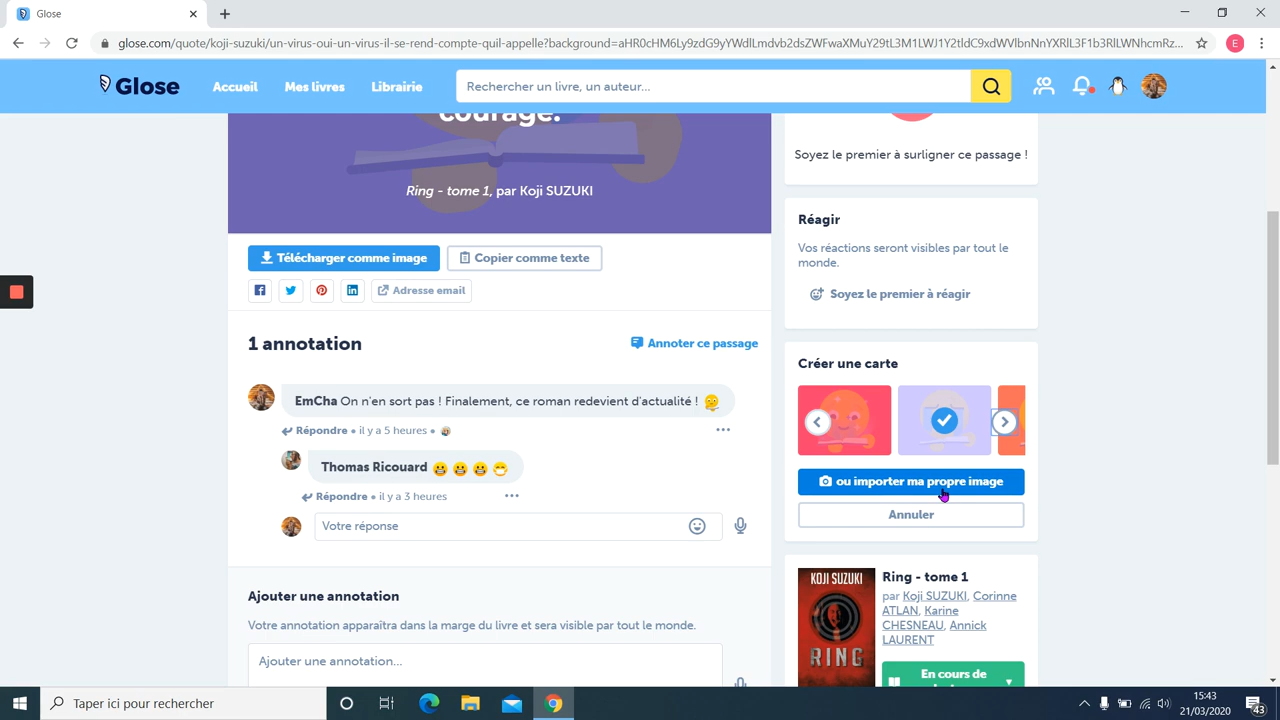 Glose
glose.com/quote/koji-suzuki/un-virus-oui-un-virus-il-se-rend-compte-quil-appelle?background=aHR0cHM6Ly9zdG9yYWdlLmdvb2dsZWFwaXMuY29tL3M1LWJ1Y2tldC9xdWVlbnNnYXRlL3F1b3RlLWNhcmRz...
E
Glose
Accueil
Mes livres
Librairie
Rechercher un livre, un auteur...
courage.
Ring - tome 1, par Koji SUZUKI
Soyez le premier à surligner ce passage !
Télécharger comme image
Copier comme texte
Adresse email
Réagir
Vos réactions seront visibles par tout le
monde.
Soyez le premier à réagir
1 annotation
Annoter ce passage
EmCha On n'en sort pas ! Finalement, ce roman redevient d'actualité !
Répondre • il y a 5 heures •
Thomas Ricouard
Répondre • il y a 3 heures
Votre réponse
Créer une carte
ou importer ma propre image
Annuler
Ajouter une annotation
Votre annotation apparaîtra dans la marge du livre et sera visible par tout le monde.
Ajouter une annotation...
KOJI SUZUKI
RING
Ring - tome 1
par Koji SUZUKI, Corinne
ATLAN, Karine
CHESNEAU, Annick
LAURENT
En cours de
Taper ici pour rechercher
15:43
21/03/2020
43